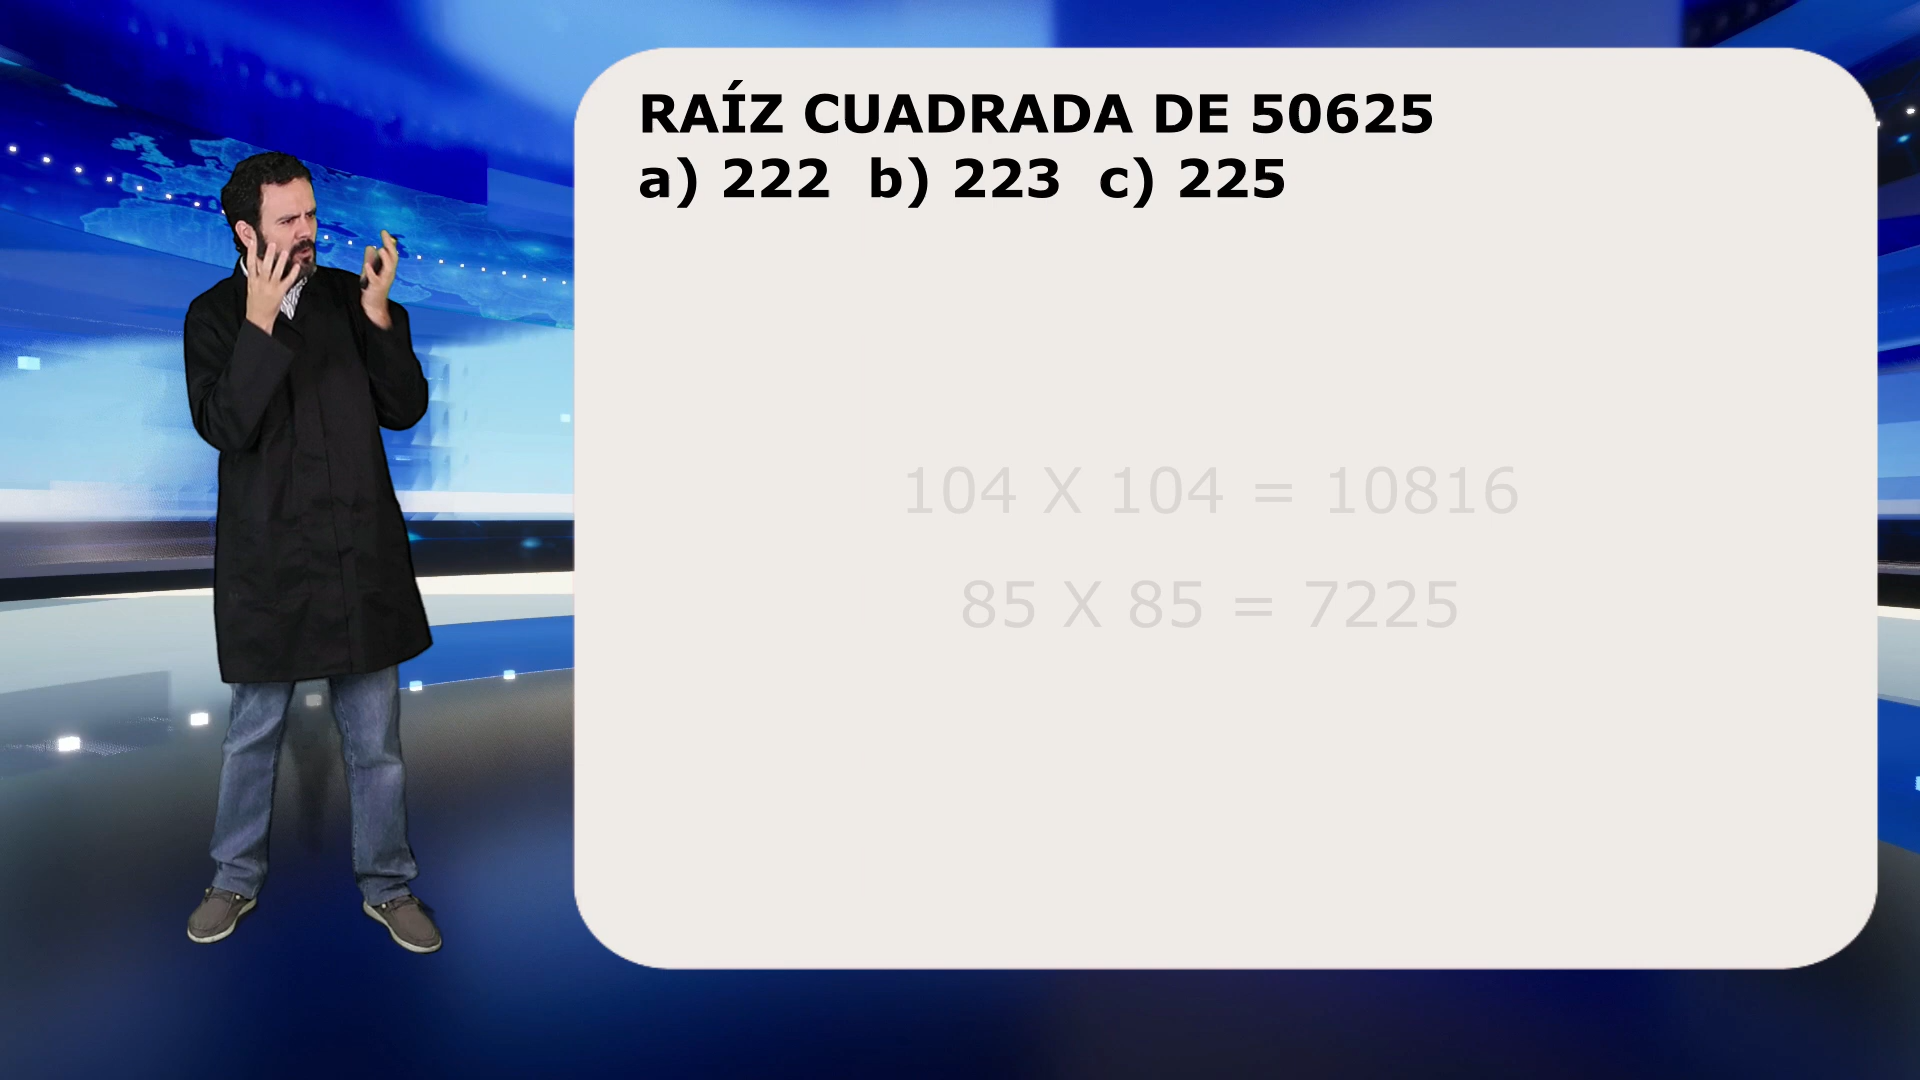 RAÍZ CUADRADA DE 50625
a) 222 b) 223 c) 225
104 X 104 = 10816
85 X 85 = 7225